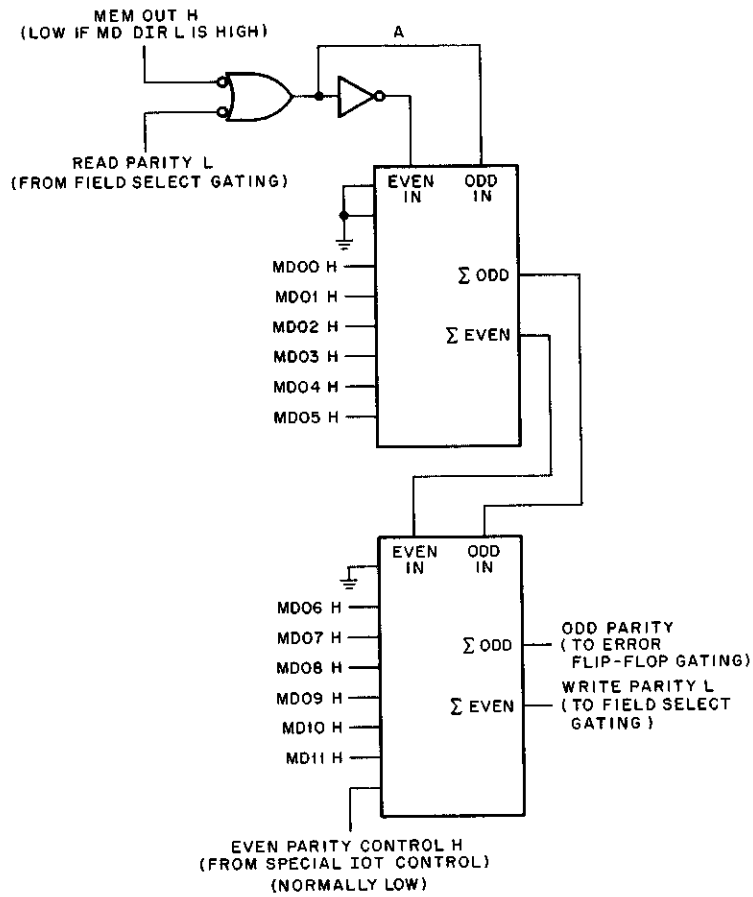 MEM OUT H
(LOW IF MD DIR L IS HIGH)
A
READ PARITY L
(FROM FIELD SELECT GATING)
EVEN IN
ODD IN
MD00 H
MD01 H
MD02 H
MD03 H
MD04 H
MD05 H
Σ ODD
Σ EVEN
EVEN IN
ODD IN
MD06 H
MD07 H
MD08 H
MD09 H
MD10 H
MD11 H
Σ ODD
Σ EVEN
ODD PARITY
(TO ERROR
FLIP-FLOP GATING)
WRITE PARITY L
(TO FIELD SELECT
GATING)
EVEN PARITY CONTROL H
(FROM SPECIAL IOT CONTROL)
(NORMALLY LOW)